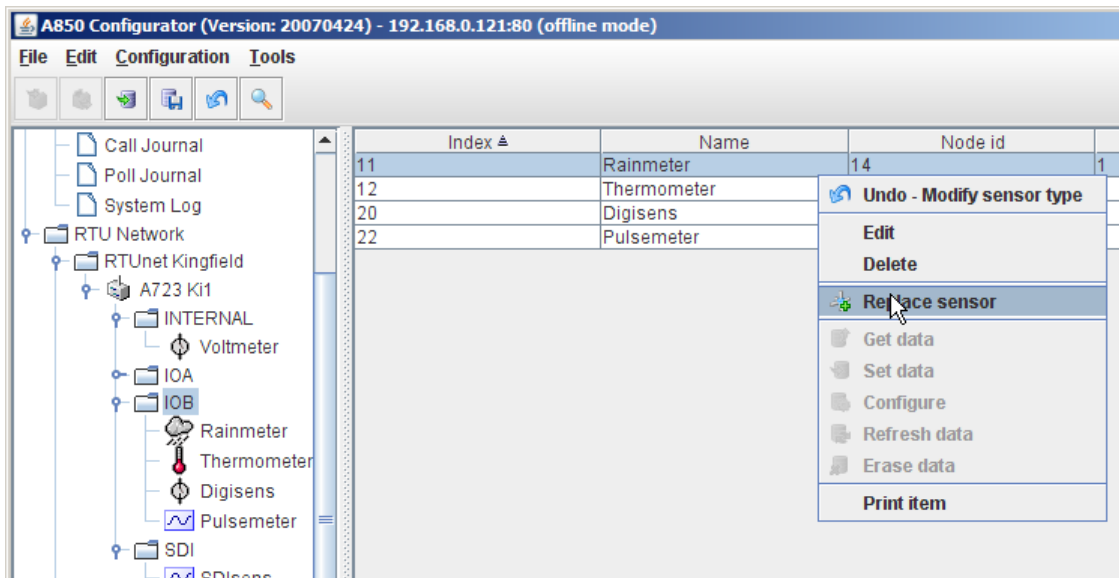 A850 Configurator (Version: 20070424) - 192.168.0.121:80 (offline mode)
File Edit Configuration Tools
Call Journal
Poll Journal
System Log
RTU Network
RTUnet Kingfield
A723 Ki1
INTERNAL
Voltmeter
IOA
IOB
Rainmeter
Thermometer
Digisens
Pulsemeter
SDI
SDIsens
Index Name Node id
11 Rainmeter 14 1
12 Thermometer
20 Digisens
22 Pulsemeter
Undo - Modify sensor type
Edit
Delete
Replace sensor
Get data
Set data
Configure
Refresh data
Erase data
Print item